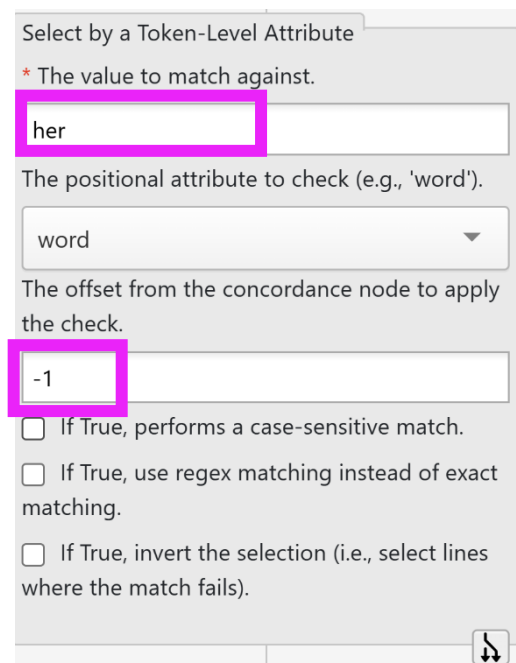 Select by a Token-Level Attribute
* The value to match against.
her
The positional attribute to check (e.g., 'word').
word
The offset from the concordance node to apply
the check.
-1
If True, performs a case-sensitive match.
If True, use regex matching instead of exact
matching.
If True, invert the selection (i.e., select lines
where the match fails).